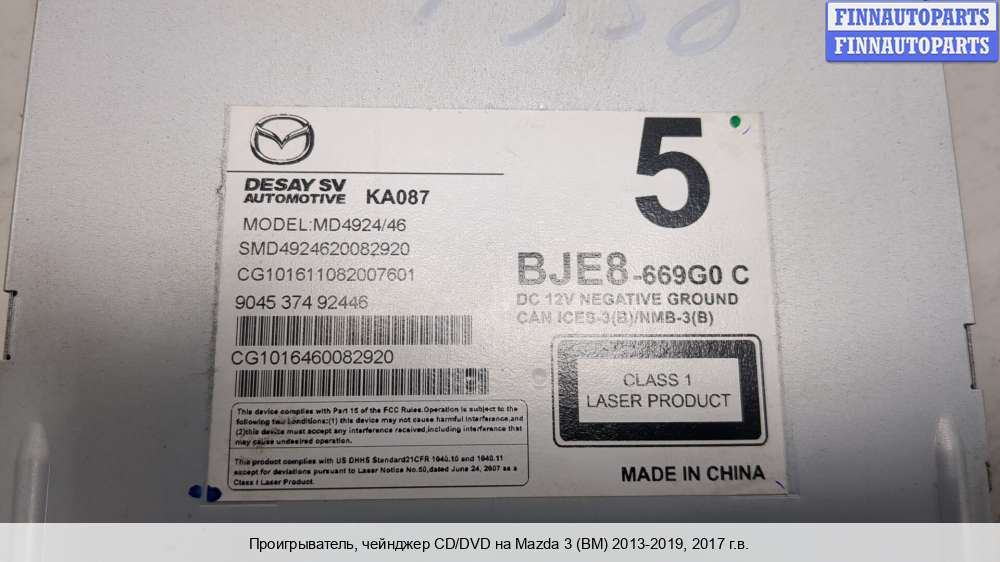 FINNAUTOPARTS
FINNAUTOPARTS
DESAY SV
AUTOMOTIVE KA087
MODEL:MD4924/46
SMD4924620082920
CG101611082007601
9045 374 92446
CG1016460082920
This device complies with Part 15 of the FCC Rules.Operation is subject to the
following two conditions:(1) this device may not cause harmful interference,and
(2)this device must accept any interference received,including interference that
may cause undesired operation.
This product complies with US DHHS Standard21CFR 1040.10 and 1040.11
except for deviations pursuant to Laser Notice No.50,dated June 24, 2007 as a
Class I Laser Product.
5
BJE8-669G0 C
DC 12V NEGATIVE GROUND
CAN ICES-3(B)/NMB-3(B)
CLASS 1
LASER PRODUCT
MADE IN CHINA
Проигрыватель, чейнджер CD/DVD на Mazda 3 (BM) 2013-2019, 2017 г.в.